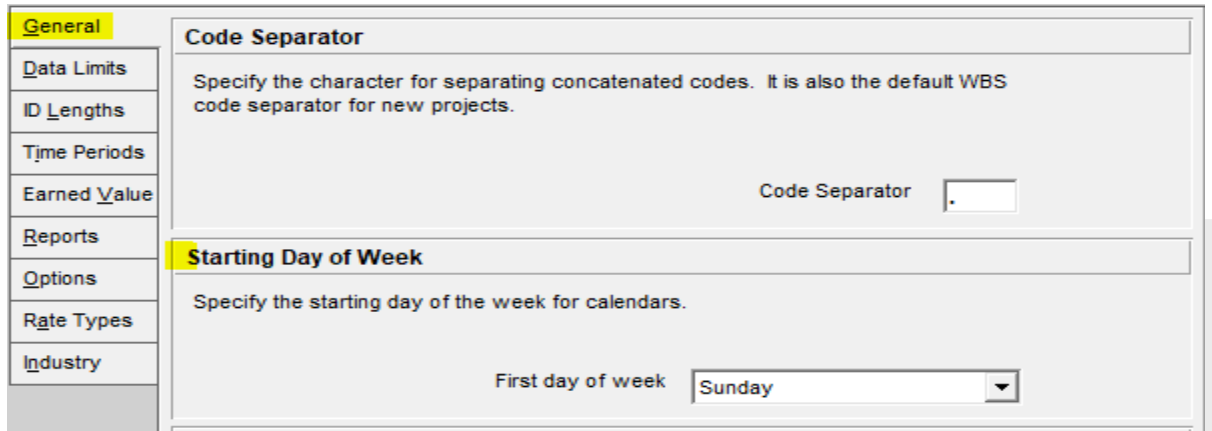 General
Data Limits
ID Lengths
Time Periods
Earned Value
Reports
Options
Rate Types
Industry
Code Separator
Specify the character for separating concatenated codes.  It is also the default WBS
code separator for new projects.
Code Separator .
Starting Day of Week
Specify the starting day of the week for calendars.
First day of week Sunday